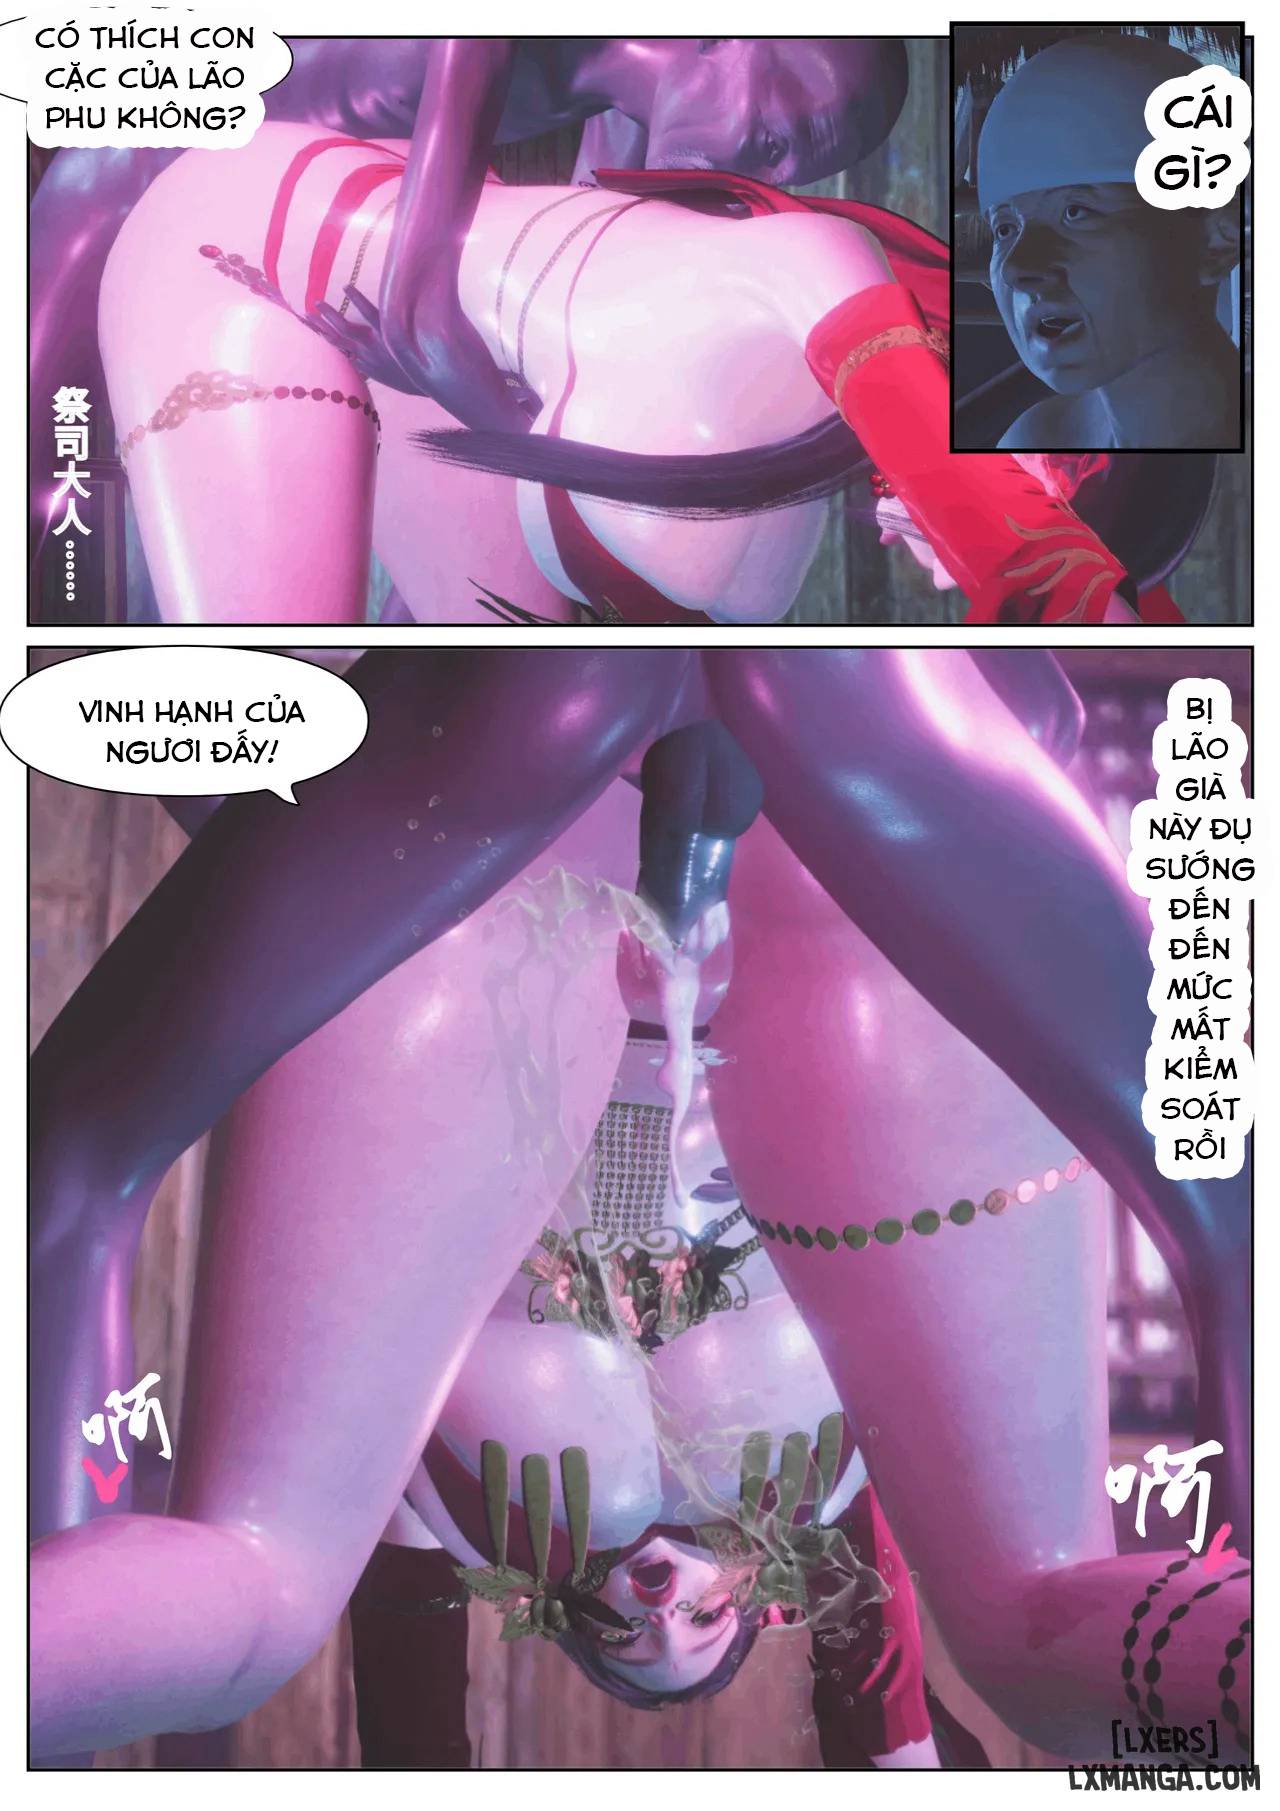 CÓ THÍCH CON
CẶC CỦA LÃO
PHU KHÔNG?
CÁI
GÌ?
祭司大人……
VINH HẠNH CỦA
NGƯƠI ĐẤY!
BỊ
LÃO
GIÀ
NÀY ĐỤ
SƯỚNG
ĐẾN
ĐẾN
MỨC
MẤT
KIỂM
SOÁT
RỒI
啊
啊
[LXERS]
LXMANGA.COM